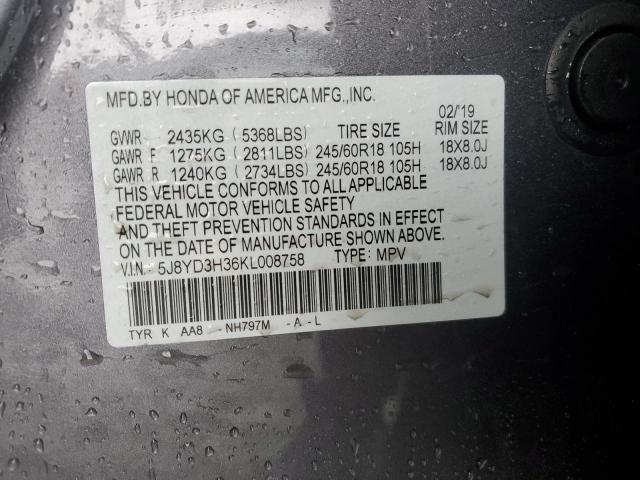 MFD.BY HONDA OF AMERICA MFG.,INC.
02/'19
GVWR 2435KG (5368LBS) TIRE SIZE RIM SIZE
GAWR F 1275KG (2811LBS) 245/60R18 105H 18X8.0J
GAWR R 1240KG (2734LBS) 245/60R18 105H 18X8.0J
THIS VEHICLE CONFORMS TO ALL APPLICABLE
FEDERAL MOTOR VEHICLE SAFETY
AND THEFT PREVENTION STANDARDS IN EFFECT
ON THE DATE OF MANUFACTURE SHOWN ABOVE.
V.I.N.: 5J8YD3H36KL008758 TYPE: MPV
TYR K AA8 - NH797M - A - L